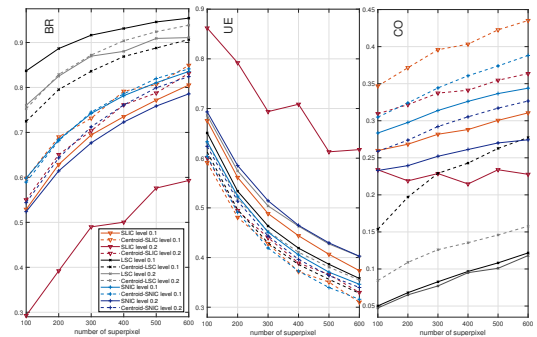 BR
0.9
0.8
0.7
0.6
0.5
0.4
0.3
100 200 300 400 500 600
number of superpixel
SLIC level 0.1
Centroid-SLIC level 0.1
SLIC level 0.2
Centroid-SLIC level 0.2
LSC level 0.1
Centroid-LSC level 0.1
LSC level 0.2
Centroid-LSC level 0.2
SNIC level 0.1
Centroid-SNIC level 0.1
SNIC level 0.2
Centroid-SNIC level 0.2
UE
0.9
0.8
0.7
0.6
0.5
0.4
0.3
100 200 300 400 500 600
number of superpixel
CO
0.45
0.4
0.35
0.3
0.25
0.2
0.15
0.1
0.05
100 200 300 400 500 600
number of superpixel